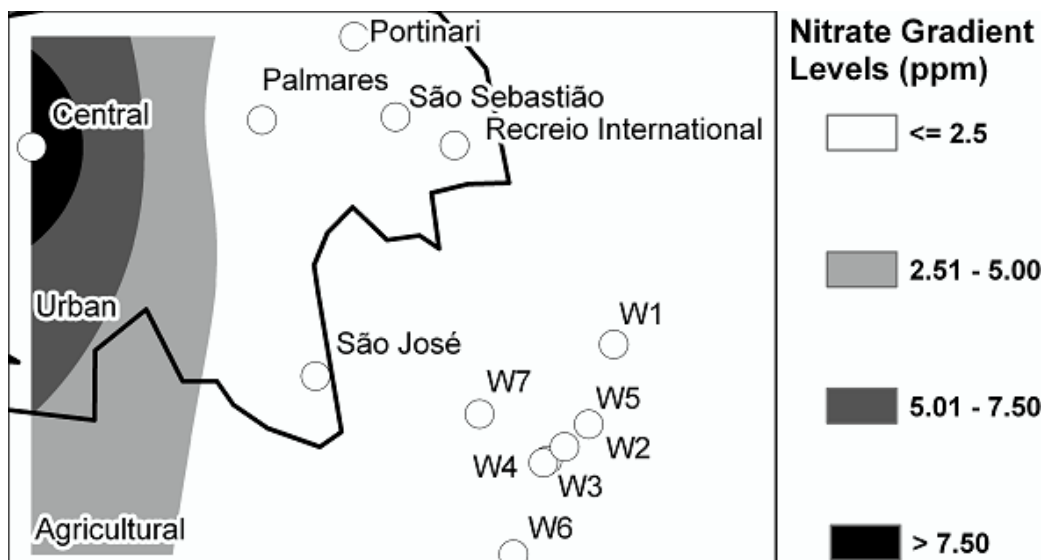 Portinari
Palmares
São Sebastião
Central
Recreio International
Urban
W1
São José
W7
W5
W2
W4
W3
W6
Agricultural
Nitrate Gradient
Levels (ppm)
<= 2.5
2.51 - 5.00
5.01 - 7.50
> 7.50